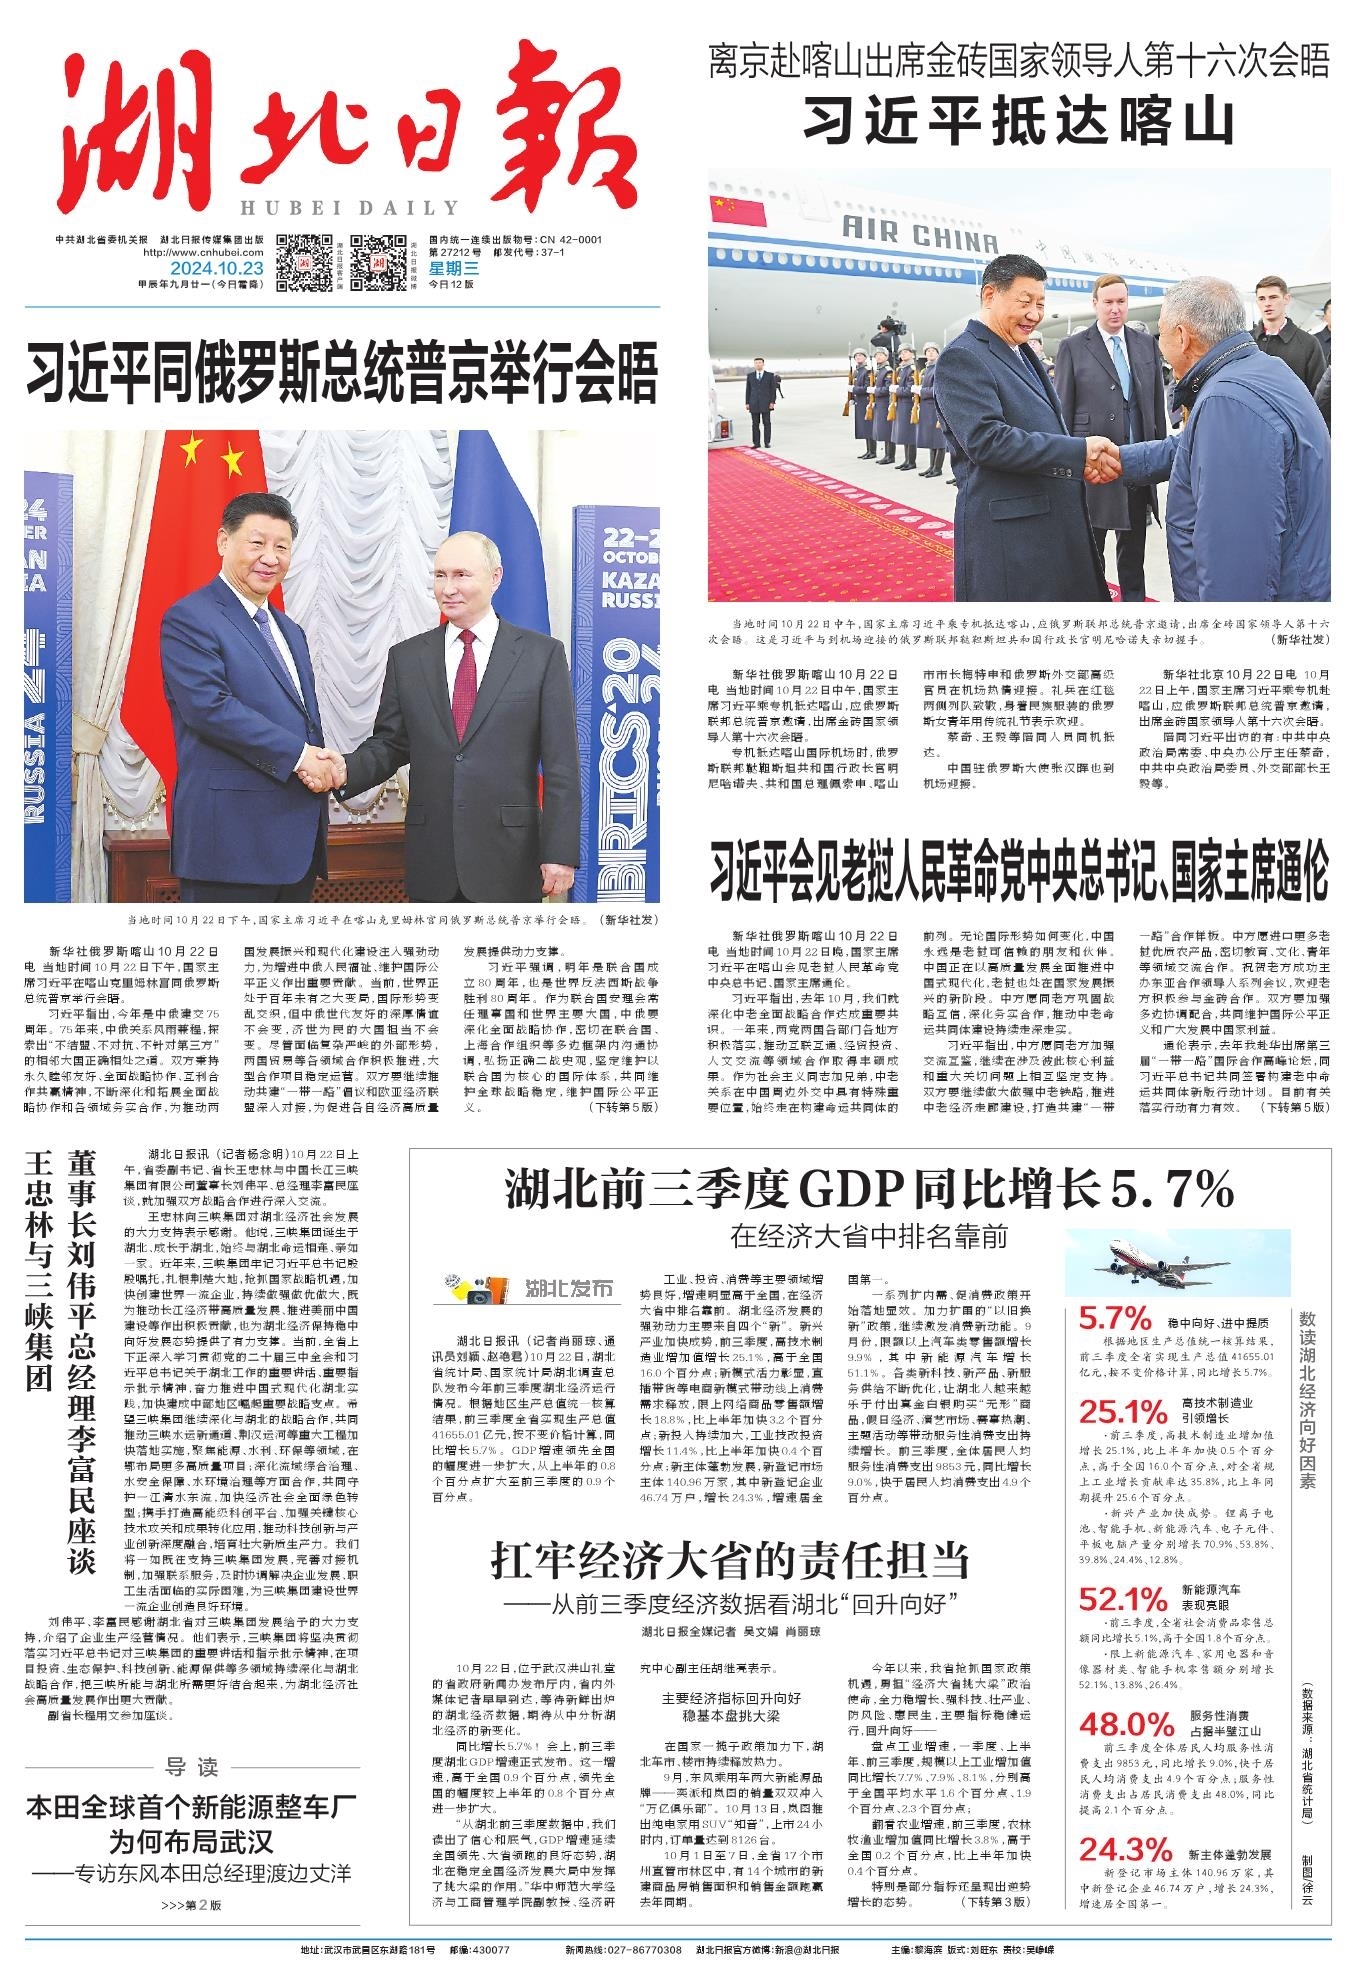 湖北日報
HUBEI DAILY
中共湖北省委机关报 湖北日报传媒集团出版
http://www.cnhubei.com
2024.10.23
甲辰年九月廿一(今日霜降)
湖北日报客户端
湖北日报微博
国内统一连续出版物号:CN 42-0001
第27212号 邮发代号:37-1
星期三
今日12版
离京赴喀山出席金砖国家领导人第十六次会晤
习近平抵达喀山
AIR CHINA
当地时间10月22日中午,国家主席习近平乘专机抵达喀山,应俄罗斯联邦总统普京邀请,出席金砖国家领导人第十六
次会晤。这是习近平与到机场迎接的俄罗斯联邦鞑靼斯坦共和国行政长官明尼哈诺夫亲切握手。 (新华社发)
新华社俄罗斯喀山10月22日
电 当地时间10月22日中午,国家主
席习近平乘专机抵达喀山,应俄罗斯
联邦总统普京邀请,出席金砖国家领
导人第十六次会晤。
专机抵达喀山国际机场时,俄罗
斯联邦鞑靼斯坦共和国行政长官明
尼哈诺夫、共和国总理佩索申、喀山
市市长梅特申和俄罗斯外交部高级
官员在机场热情迎接。礼兵在红毯
两侧列队致敬,身着民族服装的俄罗
斯女青年用传统礼节表示欢迎。
蔡奇、王毅等陪同人员同机抵
达。
中国驻俄罗斯大使张汉晖也到
机场迎接。
新华社北京10月22日电 10月
22日上午,国家主席习近平乘专机赴
喀山,应俄罗斯联邦总统普京邀请,
出席金砖国家领导人第十六次会晤。
陪同习近平出访的有:中共中央
政治局常委、中央办公厅主任蔡奇,
中共中央政治局委员、外交部部长王
毅等。
习近平同俄罗斯总统普京举行会晤
RUSSIA
22-2
OCTOB
KAZA
RUSSI
BRICS
当地时间10月22日下午,国家主席习近平在喀山克里姆林宫同俄罗斯总统普京举行会晤。 (新华社发)
新华社俄罗斯喀山10月22日
电 当地时间10月22日下午,国家主
席习近平在喀山克里姆林宫同俄罗斯
总统普京举行会晤。
习近平指出,今年是中俄建交75
周年。75年来,中俄关系风雨兼程,探
索出“不结盟、不对抗、不针对第三方”
的相邻大国正确相处之道。双方秉持
永久睦邻友好、全面战略协作、互利合
作共赢精神,不断深化和拓展全面战
略协作和各领域务实合作,为推动两
国发展振兴和现代化建设注入强劲动
力,为增进中俄人民福祉、维护国际公
平正义作出重要贡献。当前,世界正
处于百年未有之大变局,国际形势变
乱交织,但中俄世代友好的深厚情谊
不会变,济世为民的大国担当不会
变。尽管面临复杂严峻的外部形势,
两国贸易等各领域合作积极推进,大
型合作项目稳定运营。双方要继续推
动共建“一带一路”倡议和欧亚经济联
盟深入对接,为促进各自经济高质量
发展提供动力支撑。
习近平强调,明年是联合国成
立80周年,也是世界反法西斯战争
胜利80周年。作为联合国安理会常
任理事国和世界主要大国,中俄要
深化全面战略协作,密切在联合国、
上海合作组织等多边框架内沟通协
调,弘扬正确二战史观,坚定维护以
联合国为核心的国际体系,共同维
护全球战略稳定,维护国际公平正
义。 (下转第5版)
习近平会见老挝人民革命党中央总书记、国家主席通伦
新华社俄罗斯喀山10月22日
电 当地时间10月22日晚,国家主席
习近平在喀山会见老挝人民革命党
中央总书记、国家主席通伦。
习近平指出,去年10月,我们就
深化中老全面战略合作达成重要共
识。一年来,两党两国各部门各地方
积极落实,推动互联互通、经贸投资、
人文交流等领域合作取得丰硕成
果。作为社会主义同志加兄弟,中老
关系在中国周边外交中具有特殊重
要位置,始终走在构建命运共同体的
前列。无论国际形势如何变化,中国
永远是老挝可信赖的朋友和伙伴。
中国正在以高质量发展全面推进中
国式现代化,老挝也处在国家发展振
兴的新阶段。中方愿同老方巩固战
略互信,深化务实合作,推动中老命
运共同体建设持续走深走实。
习近平指出,中方愿同老方加强
交流互鉴,继续在涉及彼此核心利益
和重大关切问题上相互坚定支持。
双方要继续做大做强中老铁路,推进
中老经济走廊建设,打造共建“一带
一路”合作样板。中方愿进口更多老
挝优质农产品,密切教育、文化、青年
等领域交流合作。祝贺老方成功主
办东亚合作领导人系列会议,欢迎老
方积极参与金砖合作。双方要加强
多边协调配合,共同维护国际公平正
义和广大发展中国家利益。
通伦表示,去年我赴华出席第三
届“一带一路”国际合作高峰论坛,同
习近平总书记共同签署构建老中命
运共同体新版行动计划。目前有关
落实行动有力有效。 (下转第5版)
王忠林与三峡集团
董事长刘伟平总经理李富民座谈
湖北日报讯 (记者杨念明)10月22日上
午,省委副书记、省长王忠林与中国长江三峡
集团有限公司董事长刘伟平、总经理李富民座
谈,就加强双方战略合作进行深入交流。
王忠林向三峡集团对湖北经济社会发展
的大力支持表示感谢。他说,三峡集团诞生于
湖北、成长于湖北,始终与湖北命运相连、亲如
一家。近年来,三峡集团牢记习近平总书记殷
殷嘱托,扎根荆楚大地,抢抓国家战略机遇,加
快创建世界一流企业,持续做强做优做大,既
为推动长江经济带高质量发展、推进美丽中国
建设等作出积极贡献,也为湖北经济保持稳中
向好发展态势提供了有力支撑。当前,全省上
下正深入学习贯彻党的二十届三中全会和习
近平总书记关于湖北工作的重要讲话、重要指
示批示精神,奋力推进中国式现代化湖北实
践,加快建成中部地区崛起重要战略支点。希
望三峡集团继续深化与湖北的战略合作,共同
推动三峡水运新通道、荆汉运河等重大工程加
快落地实施,聚焦能源、水利、环保等领域,在
鄂布局更多高质量项目;深化流域综合治理、
水安全保障、水环境治理等方面合作,共同守
护一江清水东流,加快经济社会全面绿色转
型;携手打造高能级科创平台、加强关键核心
技术攻关和成果转化应用,推动科技创新与产
业创新深度融合,培育壮大新质生产力。我们
将一如既往支持三峡集团发展,完善对接机
制,加强联系服务,及时协调解决企业发展、职
工生活面临的实际困难,为三峡集团建设世界
一流企业创造良好环境。
刘伟平、李富民感谢湖北省对三峡集团发展给予的大力支
持,介绍了企业生产经营情况。他们表示,三峡集团将坚决贯彻
落实习近平总书记对三峡集团的重要讲话和指示批示精神,在项
目投资、生态保护、科技创新、能源保供等多领域持续深化与湖北
战略合作,把三峡所能与湖北所需更好结合起来,为湖北经济社
会高质量发展作出更大贡献。
副省长程用文参加座谈。
导读
本田全球首个新能源整车厂
为何布局武汉
——专访东风本田总经理渡边丈洋
>>>第2版
湖北前三季度GDP同比增长5.7%
在经济大省中排名靠前
湖北发布
湖北日报讯 (记者肖丽琼、通
讯员刘颖、赵艳君)10月22日,湖北
省统计局、国家统计局湖北调查总
队发布今年前三季度湖北经济运行
情况。根据地区生产总值统一核算
结果,前三季度全省实现生产总值
41655.01亿元,按不变价格计算,同
比增长5.7%。GDP增速领先全国
的幅度进一步扩大,从上半年的0.8
个百分点扩大至前三季度的0.9个
百分点。
工业、投资、消费等主要领域增
势良好,增速明显高于全国,在经济
大省中排名靠前。湖北经济发展的
强劲动力主要来自四个“新”。新兴
产业加快成势,前三季度,高技术制
造业增加值增长25.1%,高于全国
16.0个百分点;新模式活力彰显,直
播带货等电商新模式带动线上消费
需求释放,限上网络商品零售额增
长18.8%,比上半年加快3.2个百分
点;新投入持续加大,工业技改投资
增长11.4%,比上半年加快0.4个百
分点;新主体蓬勃发展,新登记市场
主体140.96万家,其中新登记企业
46.74万户,增长24.3%,增速居全
国第一。
一系列扩内需、促消费政策开
始落地显效。加力扩围的“以旧换
新”政策,继续激发消费新动能。9
月份,限额以上汽车类零售额增长
9.9%,其中新能源汽车增长
51.1%。各类新科技、新产品、新服
务供给不断优化,让湖北人越来越
乐于付出真金白银购买“无形”商
品,假日经济、演艺市场、赛事热潮、
主题活动等带动服务性消费支出持
续增长。前三季度,全体居民人均
服务性消费支出9853元,同比增长
9.0%,快于居民人均消费支出4.9个
百分点。
扛牢经济大省的责任担当
——从前三季度经济数据看湖北“回升向好”
湖北日报全媒记者 吴文娟 肖丽琼
10月22日,位于武汉洪山礼堂
的省政府新闻办发布厅内,省内外
媒体记者早早到达,等待新鲜出炉
的湖北经济数据,期待从中分析湖
北经济的新变化。
同比增长5.7%!会上,前三季
度湖北GDP增速正式发布。这一增
速,高于全国0.9个百分点,领先全
国的幅度较上半年的0.8个百分点
进一步扩大。
“从湖北前三季度数据中,我们
读出了信心和底气,GDP增速延续
全国领先、大省领跑的良好态势,湖
北在稳定全国经济发展大局中发挥
了挑大梁的作用。”华中师范大学经
济与工商管理学院副教授、经济研
究中心副主任胡继亮表示。
主要经济指标回升向好
稳基本盘挑大梁
在国家一揽子政策加力下,湖
北车市、楼市持续释放热力。
9月,东风乘用车两大新能源品
牌——奕派和岚图的销量双双冲入
“万亿俱乐部”。10月13日,岚图推
出纯电家用SUV“知音”,上市24小
时内,订单量达到8126台。
10月1日至7日,全省17个市
州直管市林区中,有14个城市的新
建商品房销售面积和销售金额跑赢
去年同期。
今年以来,我省抢抓国家政策
机遇,勇担“经济大省挑大梁”政治
使命,全力稳增长、强科技、壮产业、
防风险、惠民生,主要指标稳健运
行,回升向好——
盘点工业增速,一季度、上半
年、前三季度,规模以上工业增加值
同比增长7.7%、7.9%、8.1%,分别高
于全国平均水平1.6个百分点、1.9
个百分点、2.3个百分点;
翻看农业增速,前三季度,农林
牧渔业增加值同比增长3.8%,高于
全国0.2个百分点,比上半年加快
0.4个百分点。
特别是部分指标还呈现出逆势
增长的态势。 (下转第3版)
数读湖北经济向好因素
5.7% 稳中向好、进中提质
根据地区生产总值统一核算结果,
前三季度全省实现生产总值41655.01
亿元,按不变价格计算,同比增长5.7%。
25.1% 高技术制造业
引领增长
·前三季度,高技术制造业增加值
增长25.1%,比上半年加快0.5个百分
点,高于全国16.0个百分点,对全省规
上工业增长贡献率达35.8%,比上年同
期提升25.6个百分点。
·新兴产业加快成势。锂离子电
池、智能手机、新能源汽车、电子元件、
平板电脑产量分别增长70.9%、53.8%、
39.8%、24.4%、12.8%。
52.1% 新能源汽车
表现亮眼
·前三季度,全省社会消费品零售总
额同比增长5.1%,高于全国1.8个百分点。
·限上新能源汽车、家用电器和音
像器材类、智能手机零售额分别增长
52.1%、13.8%、26.4%。
48.0% 服务性消费
占据半壁江山
前三季度全体居民人均服务性消
费支出9853元,同比增长9.0%,快于居
民人均消费支出4.9个百分点;服务性
消费支出占居民消费支出48.0%,同比
提高2.1个百分点。
24.3% 新主体蓬勃发展
新登记市场主体140.96万家,其
中新登记企业46.74万户,增长24.3%,
增速居全国第一。
(数据来源:湖北省统计局) 制图/徐云
地址:武汉市武昌区东湖路181号 邮编:430077 新闻热线:027-86770308 湖北日报官方微博:新浪@湖北日报 主编:黎海滨 版式:刘旺东 责校:吴峥嵘